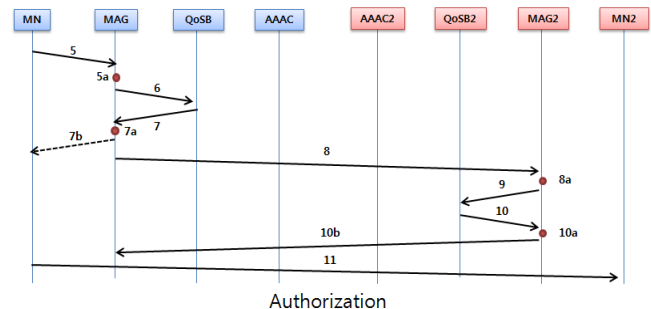 MN MAG QoSB AAAC AAAC2 QoSB2 MAG2 MN2
5
5a
6
7
7a
7b
8
8a
9
10
10a
10b
11
Authorization